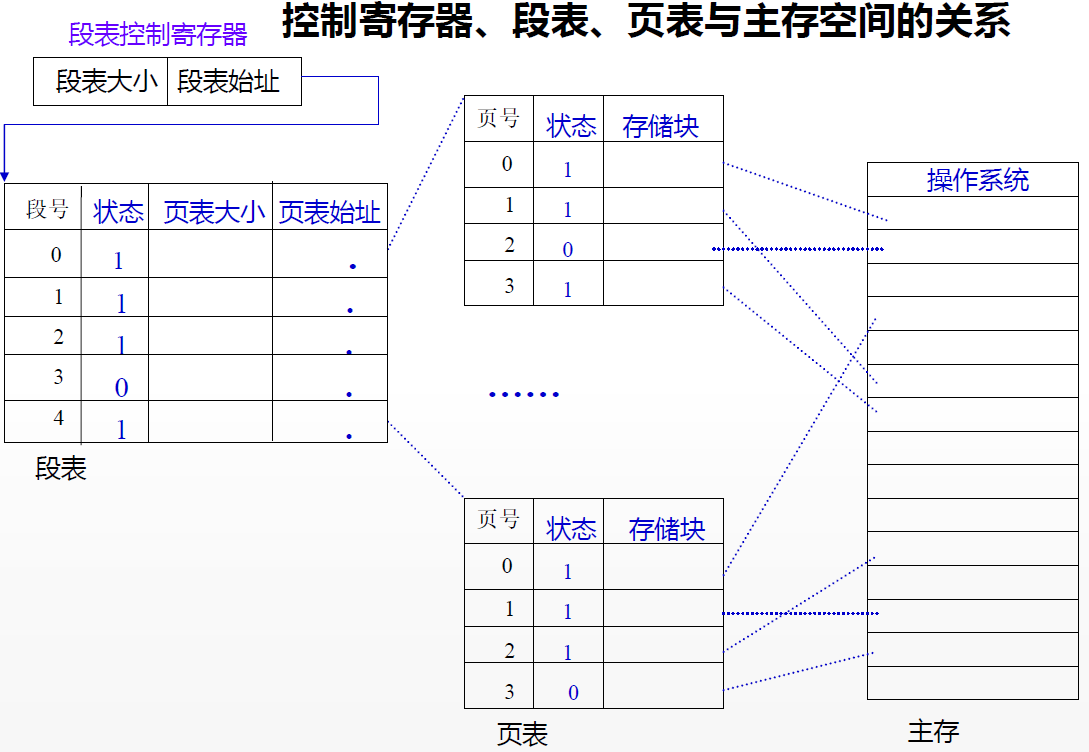 控制寄存器、段表、页表与主存空间的关系
段表控制寄存器
段表大小 段表始址
段号 状态 页表大小 页表始址
0 1 .
1 1 .
2 1 .
3 0 .
4 1 .
段表
页号 状态 存储块
0 1
1 1
2 0
3 1
……
页号 状态 存储块
0 1
1 1
2 1
3 0
页表
操作系统
主存